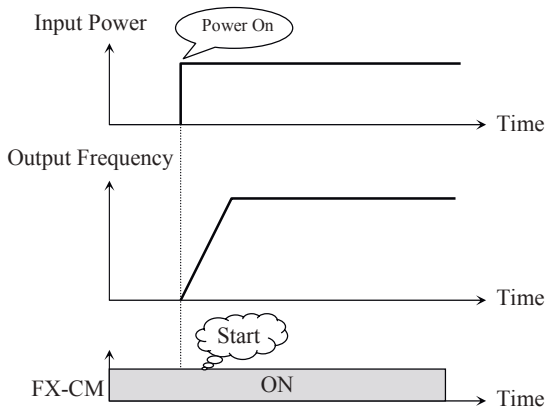 Input Power
Power On
Time
Output Frequency
Time
Start
FX-CM
ON
Time